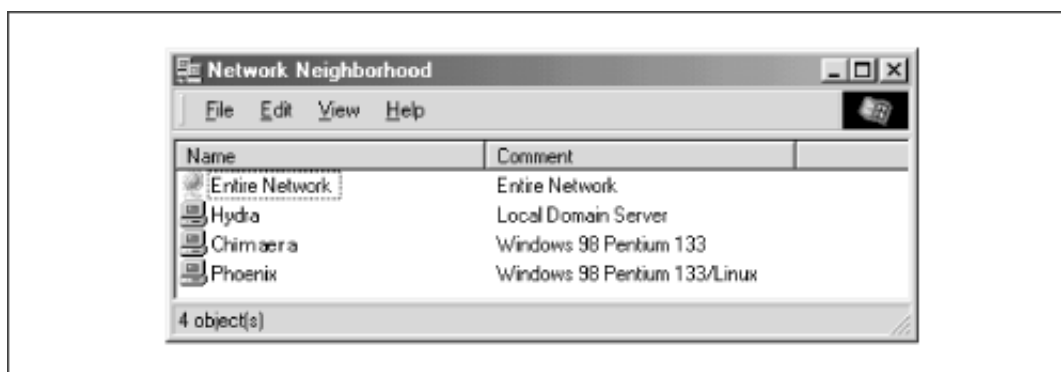 Network Neighborhood
File Edit View Help
Name Comment
Entire Network Entire Network
Hydra Local Domain Server
Chimaera Windows 98 Pentium 133
Phoenix Windows 98 Pentium 133/Linux
4 object(s)